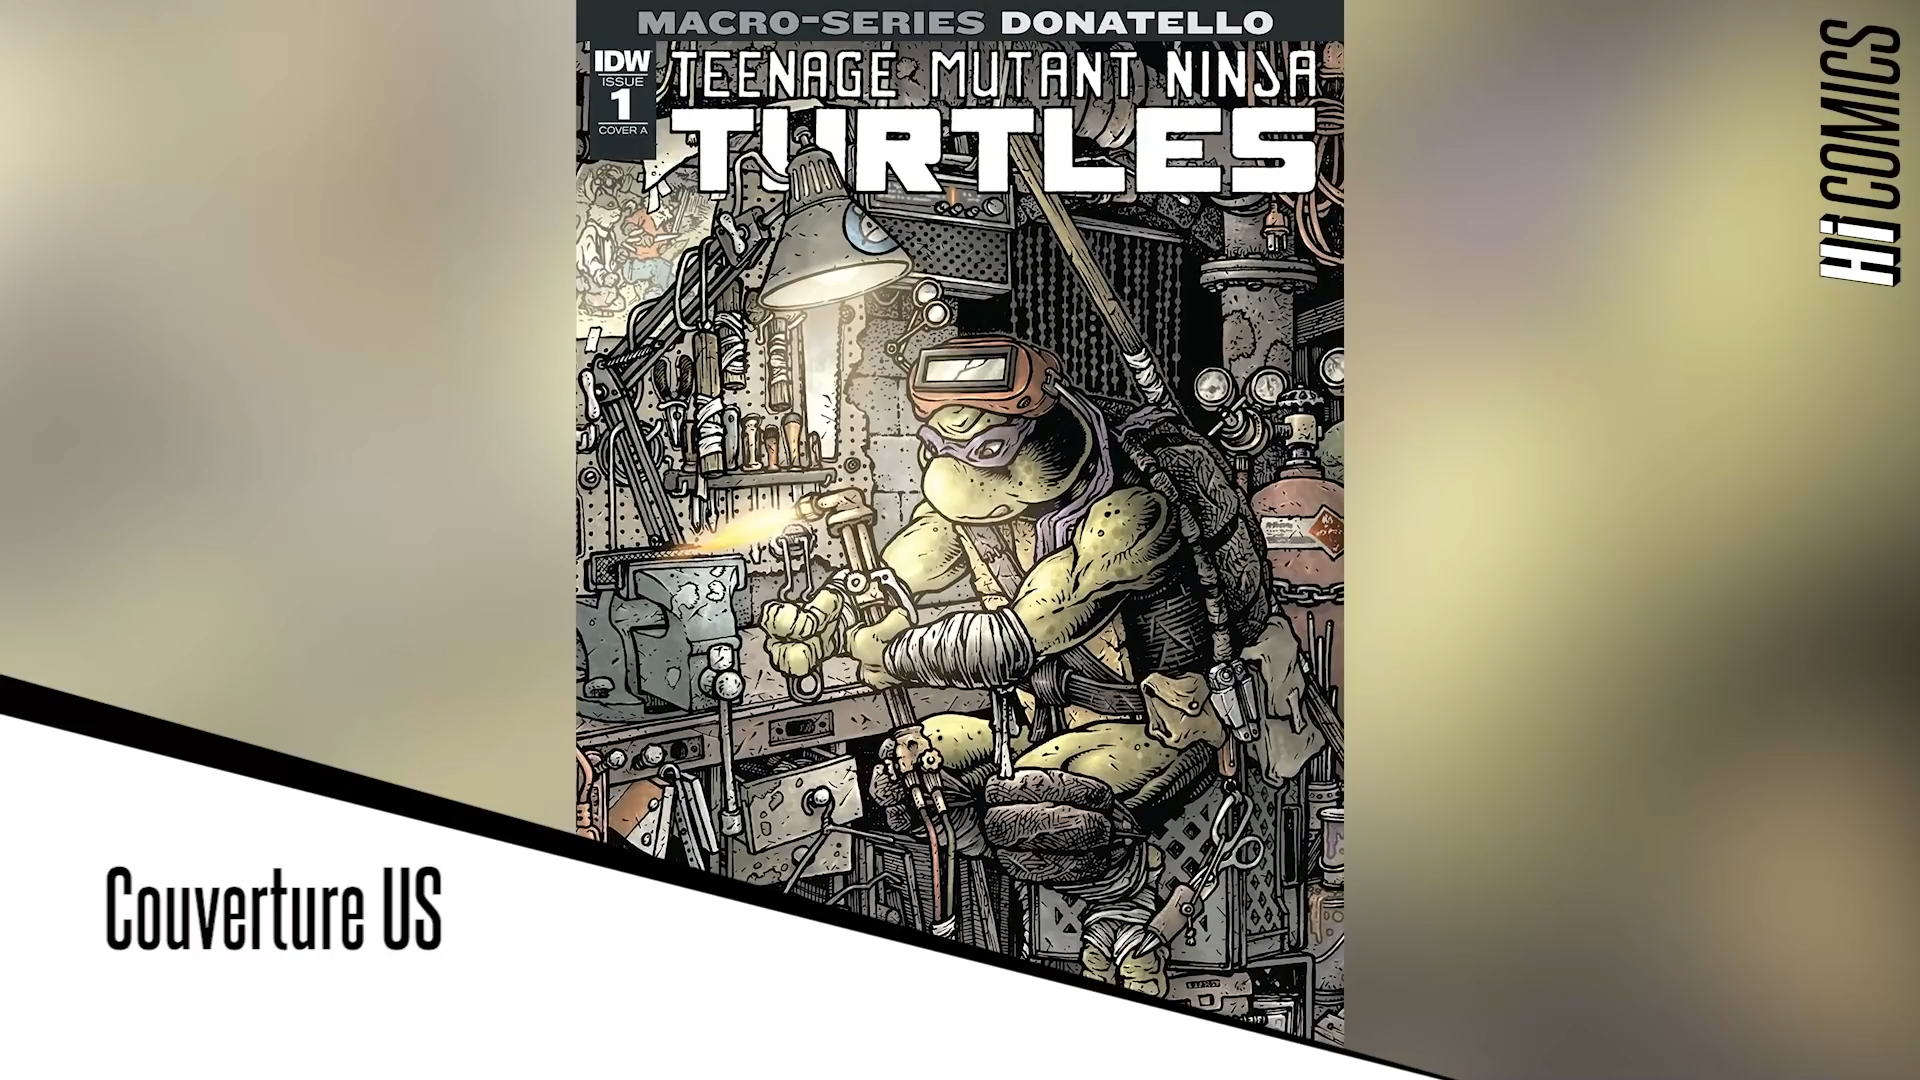 MACRO-SERIES DONATELLO
IDW
ISSUE
1
COVER A
TEENAGE MUTANT NINJA
TURTLES
Hi COMICS
Couverture US